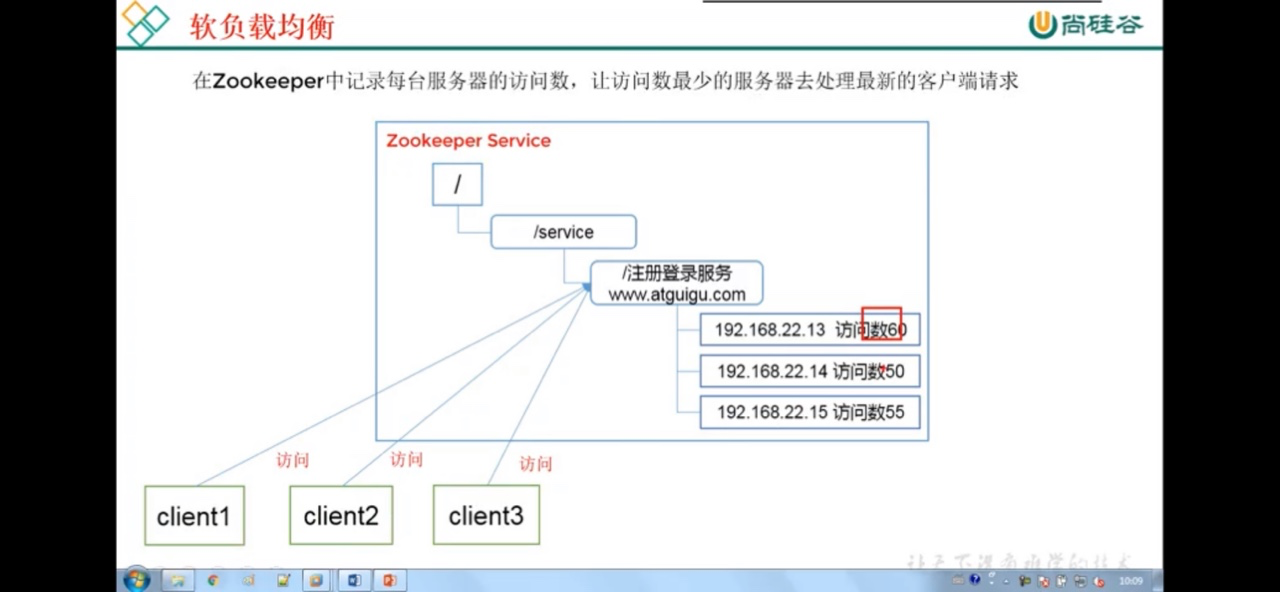 软负载均衡
尚硅谷
在Zookeeper中记录每台服务器的访问数，让访问数最少的服务器去处理最新的客户端请求
Zookeeper Service
/
/service
/注册登录服务
www.atguigu.com
192.168.22.13 访问数60
192.168.22.14 访问数50
192.168.22.15 访问数55
访问
访问
访问
client1
client2
client3
10:09